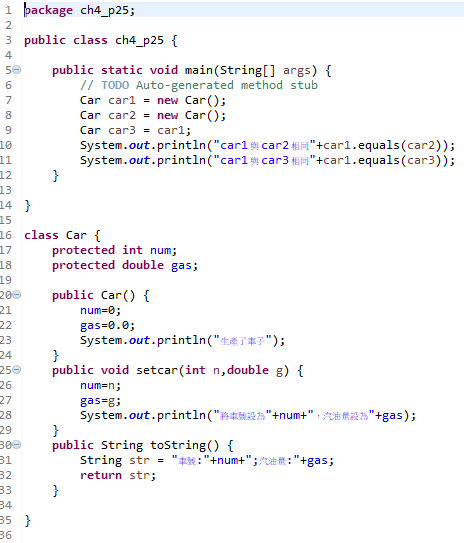 1 package ch4_p25;
2
3 public class ch4_p25 {
4
5 public static void main(String[] args) {
6 // TODO Auto-generated method stub
7 Car car1 = new Car();
8 Car car2 = new Car();
9 Car car3 = car1;
10 System.out.println("car1與car2相同"+car1.equals(car2));
11 System.out.println("car1與car3相同"+car1.equals(car3));
12 }
13
14 }
15
16 class Car {
17 protected int num;
18 protected double gas;
19
20 public Car() {
21 num=0;
22 gas=0.0;
23 System.out.println("生產了車子");
24 }
25 public void setcar(int n,double g) {
26 num=n;
27 gas=g;
28 System.out.println("將車號設為"+num+"，汽油量設為"+gas);
29 }
30 public String toString() {
31 String str = "車號:"+num+";汽油量:"+gas;
32 return str;
33 }
34
35 }
36